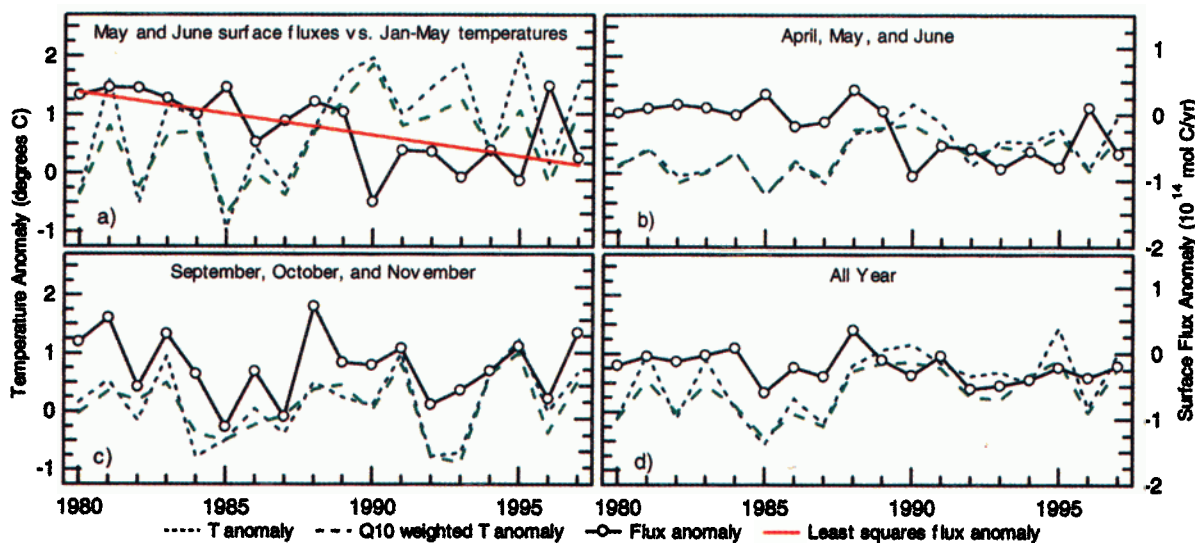 May and June surface fluxes vs. Jan-May temperatures
April, May, and June
2
1
0
-1
a)
1
0
-1
-2
b)
September, October, and November
All Year
2
1
0
-1
c)
1
0
-1
-2
d)
Temperature Anomaly (degrees C)
Surface Flux Anomaly (10^14 mol C/yr)
1980 1985 1990 1995 1980 1985 1990 1995
T anomaly Q10 weighted T anomaly Flux anomaly Least squares flux anomaly